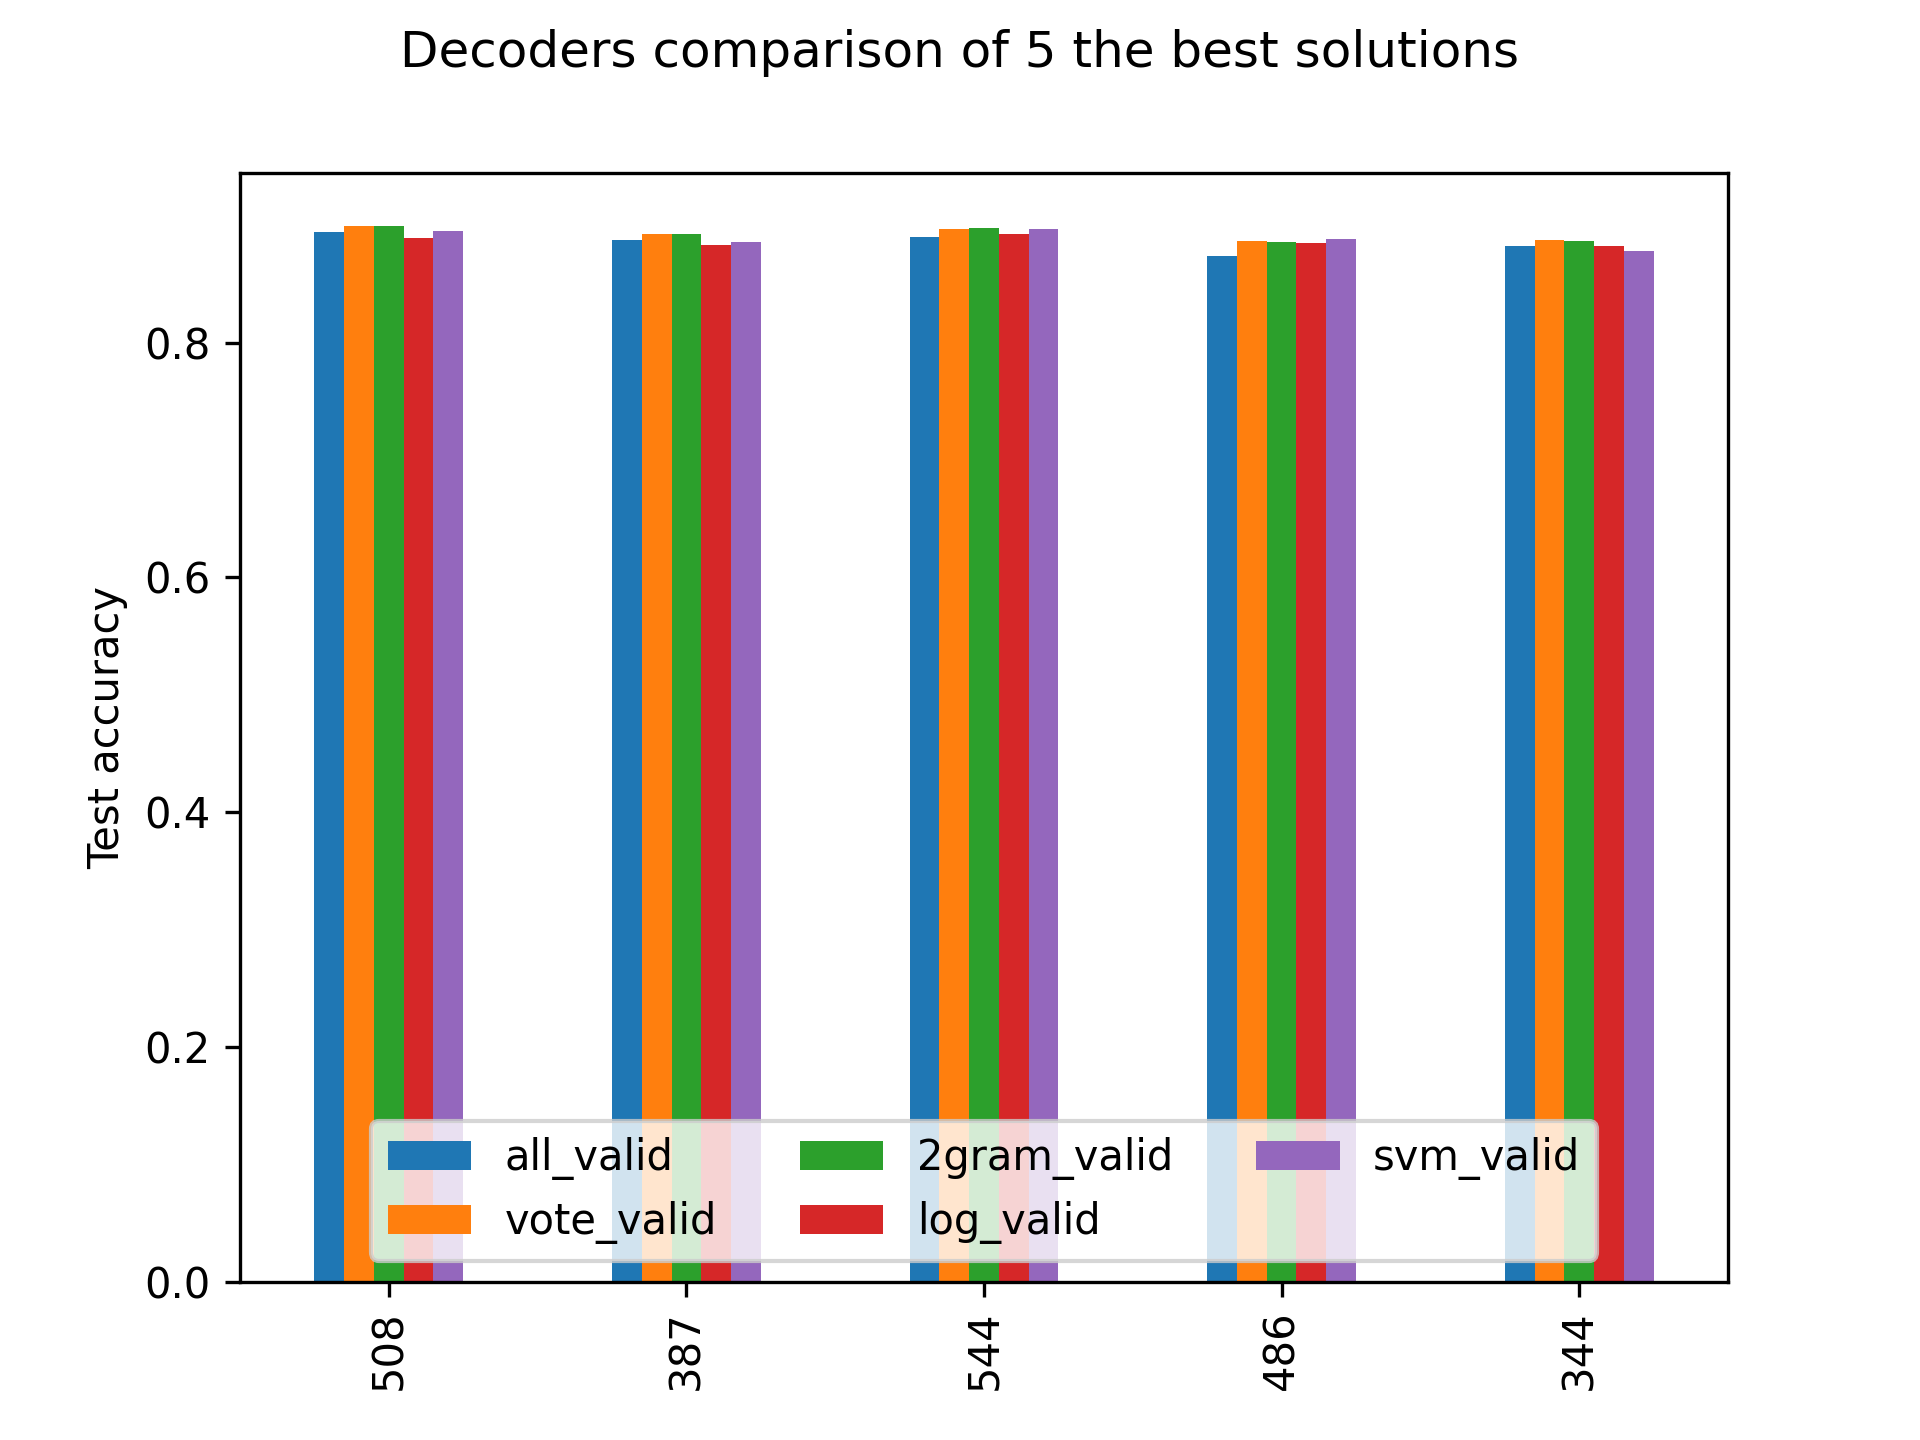 Decoders comparison of 5 the best solutions
Test accuracy
0.8
0.6
0.4
0.2
0.0
all_valid
vote_valid
2gram_valid
log_valid
svm_valid
508
387
544
486
344